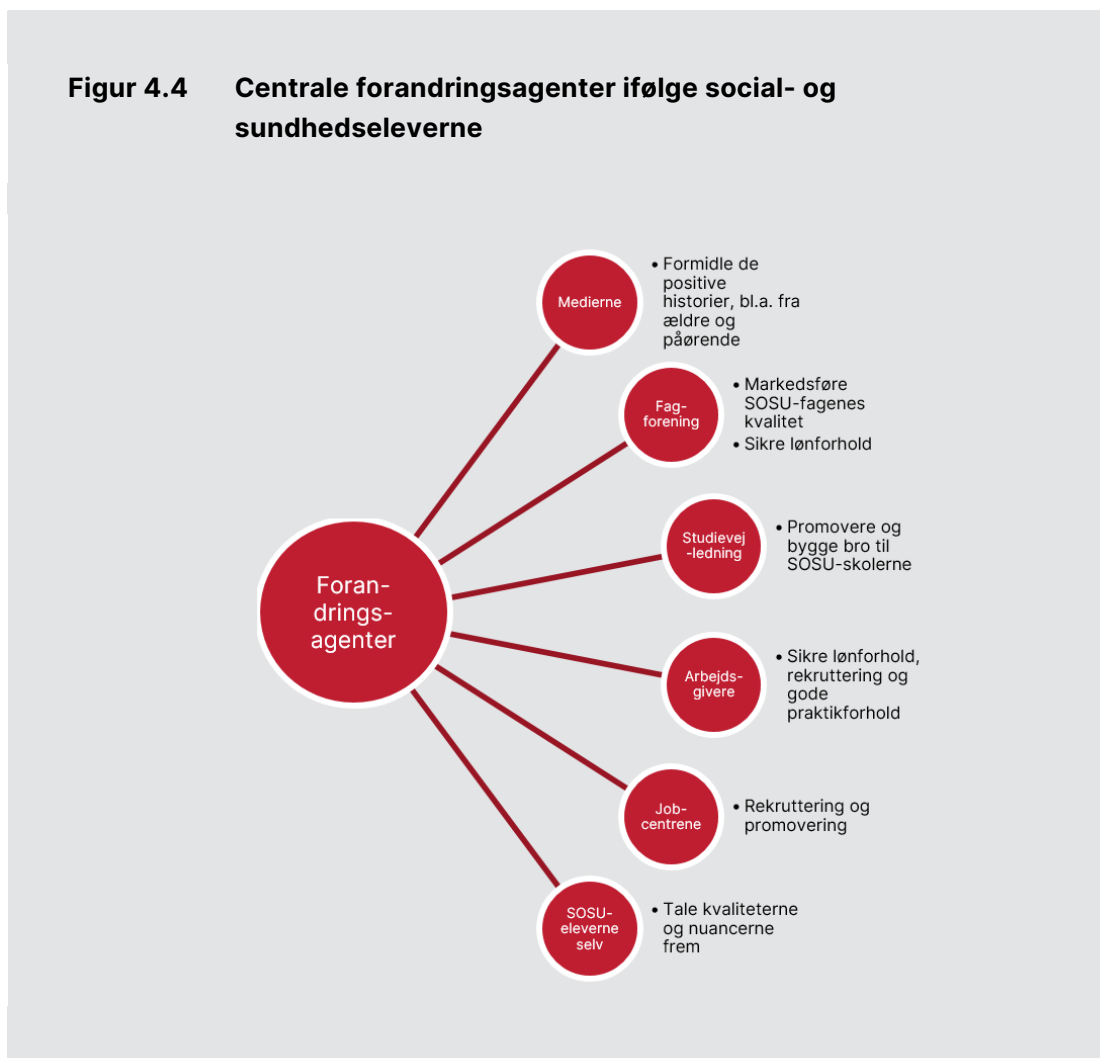 Figur 4.4 Centrale forandringsagenter ifølge social- og
sundhedseleverne
Medierne
• Formidle de
positive
historier, bl.a. fra
ældre og
pårørende
Fag-
forening
• Markedsføre
SOSU-fagenes
kvalitet
• Sikre lønforhold
Studievej
-ledning
• Promovere og
bygge bro til
SOSU-skolerne
Foran-
drings-
agenter
Arbejds-
givere
• Sikre lønforhold,
rekruttering og
gode
praktikforhold
Job-
centrene
• Rekruttering og
promovering
SOSU-
eleverne
selv
• Tale kvaliteterne
og nuancerne
frem